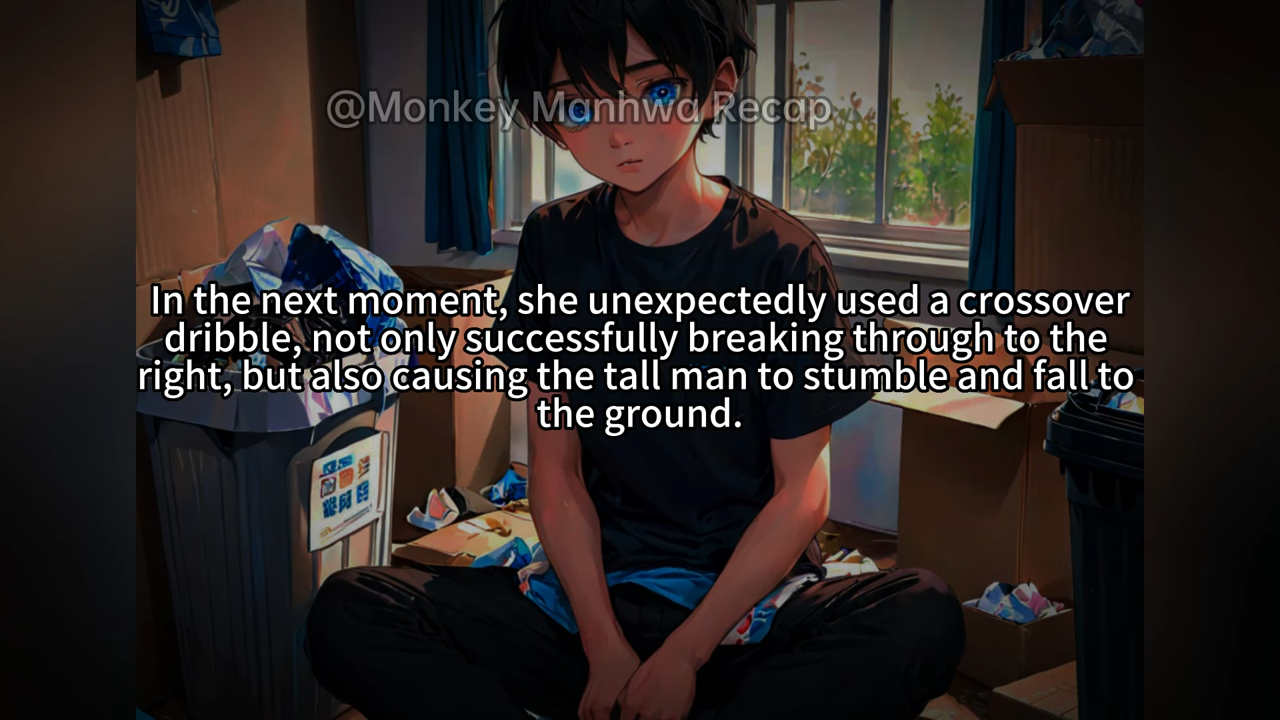 @Monkey Manhwa Recap
In the next moment, she unexpectedly used a crossover
dribble, not only successfully breaking through to the
right, but also causing the tall man to stumble and fall to
the ground.